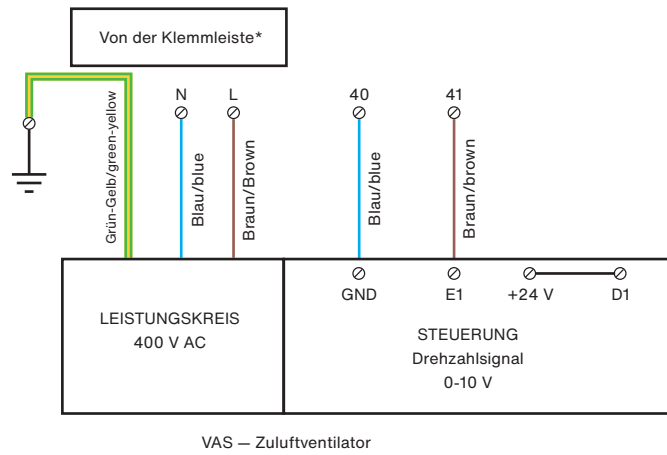 Von der Klemmleiste*
N
L
40
41
Grün-Gelb/green-yellow
Blau/blue
Braun/Brown
Blau/blue
Braun/brown
GND
E1
+24 V
D1
LEISTUNGSKREIS
400 V AC
STEUERUNG
Drehzahlsignal
0-10 V
VAS — Zuluftventilator